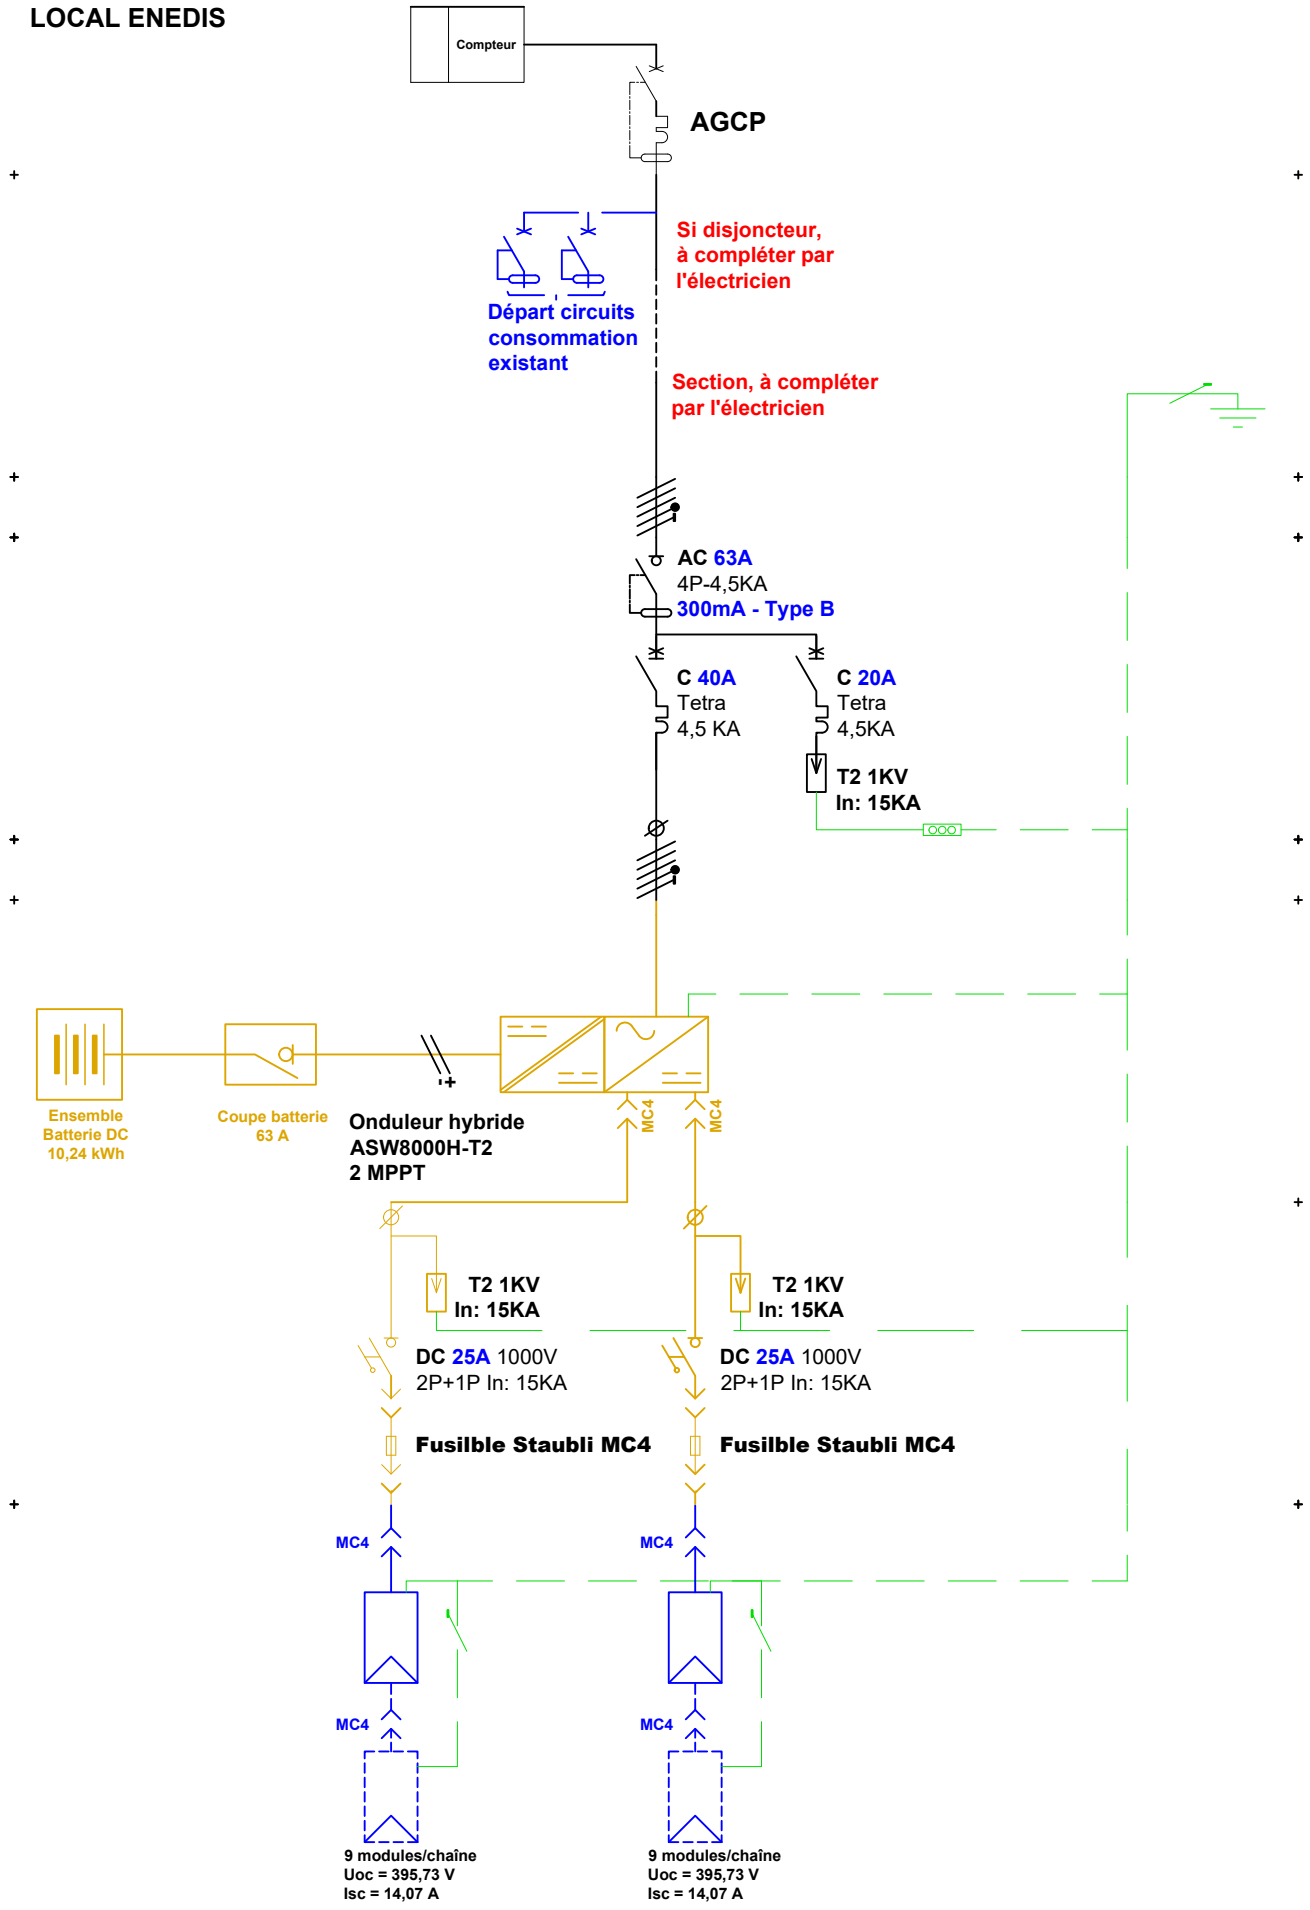 LOCAL ENEDIS
Compteur
AGCP
Si disjoncteur,
à compléter par
l'électricien
Départ circuits
consommation
existant
Section, à compléter
par l'électricien
AC 63A
4P-4,5KA
300mA - Type B
C 40A
Tetra
4,5 KA
C 20A
Tetra
4,5KA
T2 1KV
In: 15KA
Ensemble
Batterie DC
10,24 kWh
Coupe batterie
63 A
- +
Onduleur hybride
ASW8000H-T2
2 MPPT
MC4
MC4
T2 1KV
In: 15KA
T2 1KV
In: 15KA
DC 25A 1000V
2P+1P In: 15KA
DC 25A 1000V
2P+1P In: 15KA
Fusilble Staubli MC4
Fusilble Staubli MC4
MC4
MC4
MC4
MC4
9 modules/chaîne
Uoc = 395,73 V
Isc = 14,07 A
9 modules/chaîne
Uoc = 395,73 V
Isc = 14,07 A